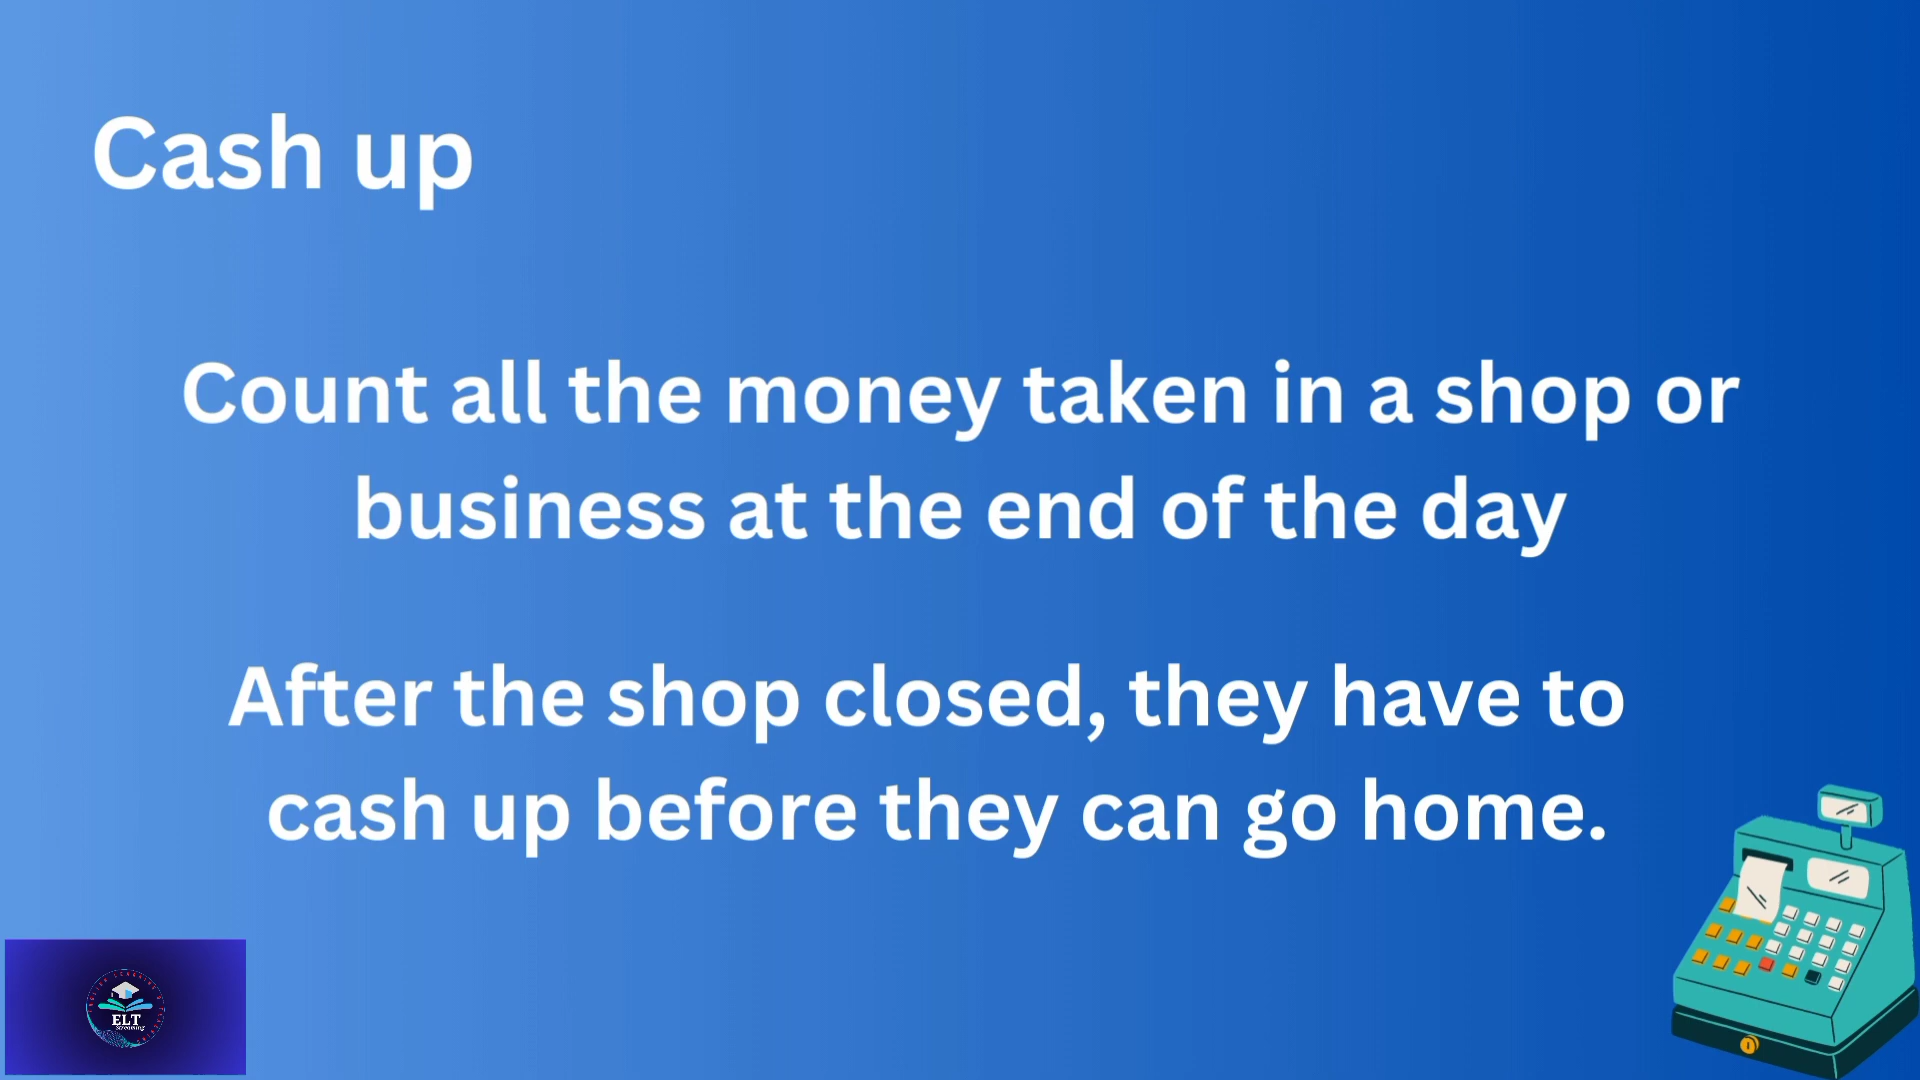 Cash up
Count all the money taken in a shop or
business at the end of the day
After the shop closed, they have to
cash up before they can go home.
ELT
Streaming